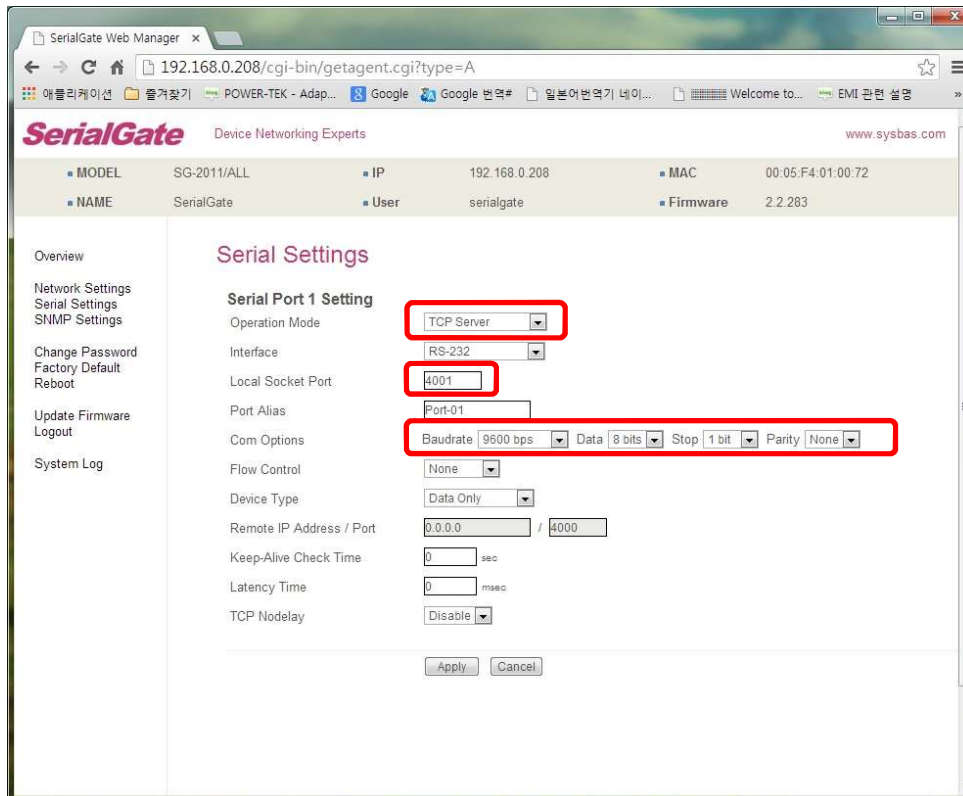 SerialGate Web Manager ×
192.168.0.208/cgi-bin/getagent.cgi?type=A
애플리케이션 즐겨찾기 POWER-TEK - Adap... Google Google 번역# 일본어번역기 네이... Welcome to... EMI 관련 설명 »
SerialGate Device Networking Experts www.sysbas.com
MODEL SG-2011/ALL IP 192.168.0.208 MAC 00:05:F4:01:00:72
NAME SerialGate User serialgate Firmware 2.2.283
Overview
Network Settings
Serial Settings
SNMP Settings
Change Password
Factory Default
Reboot
Update Firmware
Logout
System Log
Serial Settings
Serial Port 1 Setting
Operation Mode TCP Server
Interface RS-232
Local Socket Port 4001
Port Alias Port-01
Com Options Baudrate 9600 bps Data 8 bits Stop 1 bit Parity None
Flow Control None
Device Type Data Only
Remote IP Address / Port 0.0.0.0 / 4000
Keep-Alive Check Time 0 sec
Latency Time 0 msec
TCP Nodelay Disable
Apply Cancel